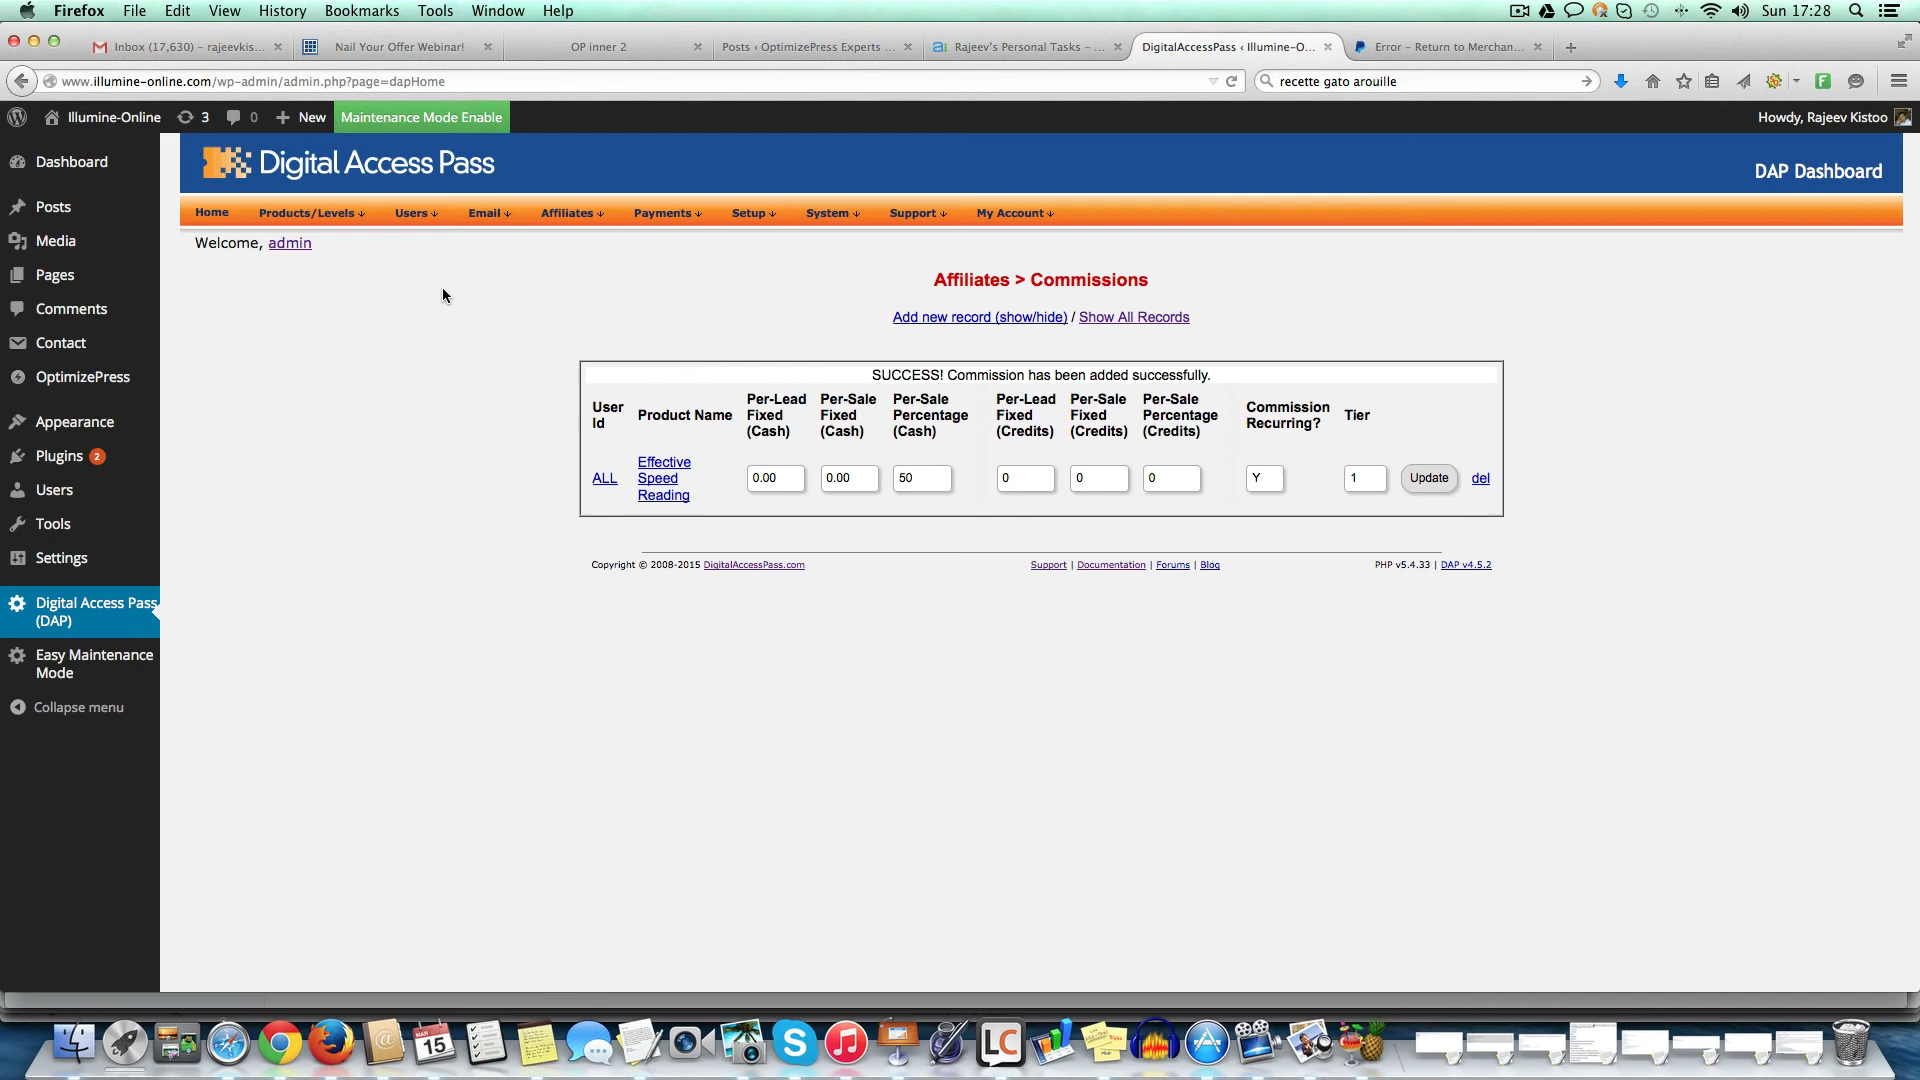 Firefox File Edit View History Bookmarks Tools Window Help Sun 17:28
Inbox (17,630) – rajeevkis... Nail Your Offer Webinar! OP inner 2 Posts ‹ OptimizePress Experts ... Rajeev's Personal Tasks – ... DigitalAccessPass ‹ Illumine-O... Error – Return to Merchan...
www.illumine-online.com/wp-admin/admin.php?page=dapHome recette gato arouille
Illumine-Online 3 0 New Maintenance Mode Enable Howdy, Rajeev Kistoo
Dashboard
Posts
Media
Pages
Comments
Contact
OptimizePress
Appearance
Plugins 2
Users
Tools
Settings
Digital Access Pass
(DAP)
Easy Maintenance
Mode
Collapse menu
Digital Access Pass
DAP Dashboard
Home Products/Levels Users Email Affiliates Payments Setup System Support My Account
Welcome, admin
Affiliates > Commissions
Add new record (show/hide) / Show All Records
SUCCESS! Commission has been added successfully.
User Id Product Name Per-Lead Fixed (Cash) Per-Sale Fixed (Cash) Per-Sale Percentage (Cash) Per-Lead Fixed (Credits) Per-Sale Fixed (Credits) Per-Sale Percentage (Credits) Commission Recurring? Tier
ALL Effective Speed Reading 0.00 0.00 50 0 0 0 Y 1 Update del
Copyright © 2008-2015 DigitalAccessPass.com Support | Documentation | Forums | Blog PHP v5.4.33 | DAP v4.5.2
MAR
15
LC